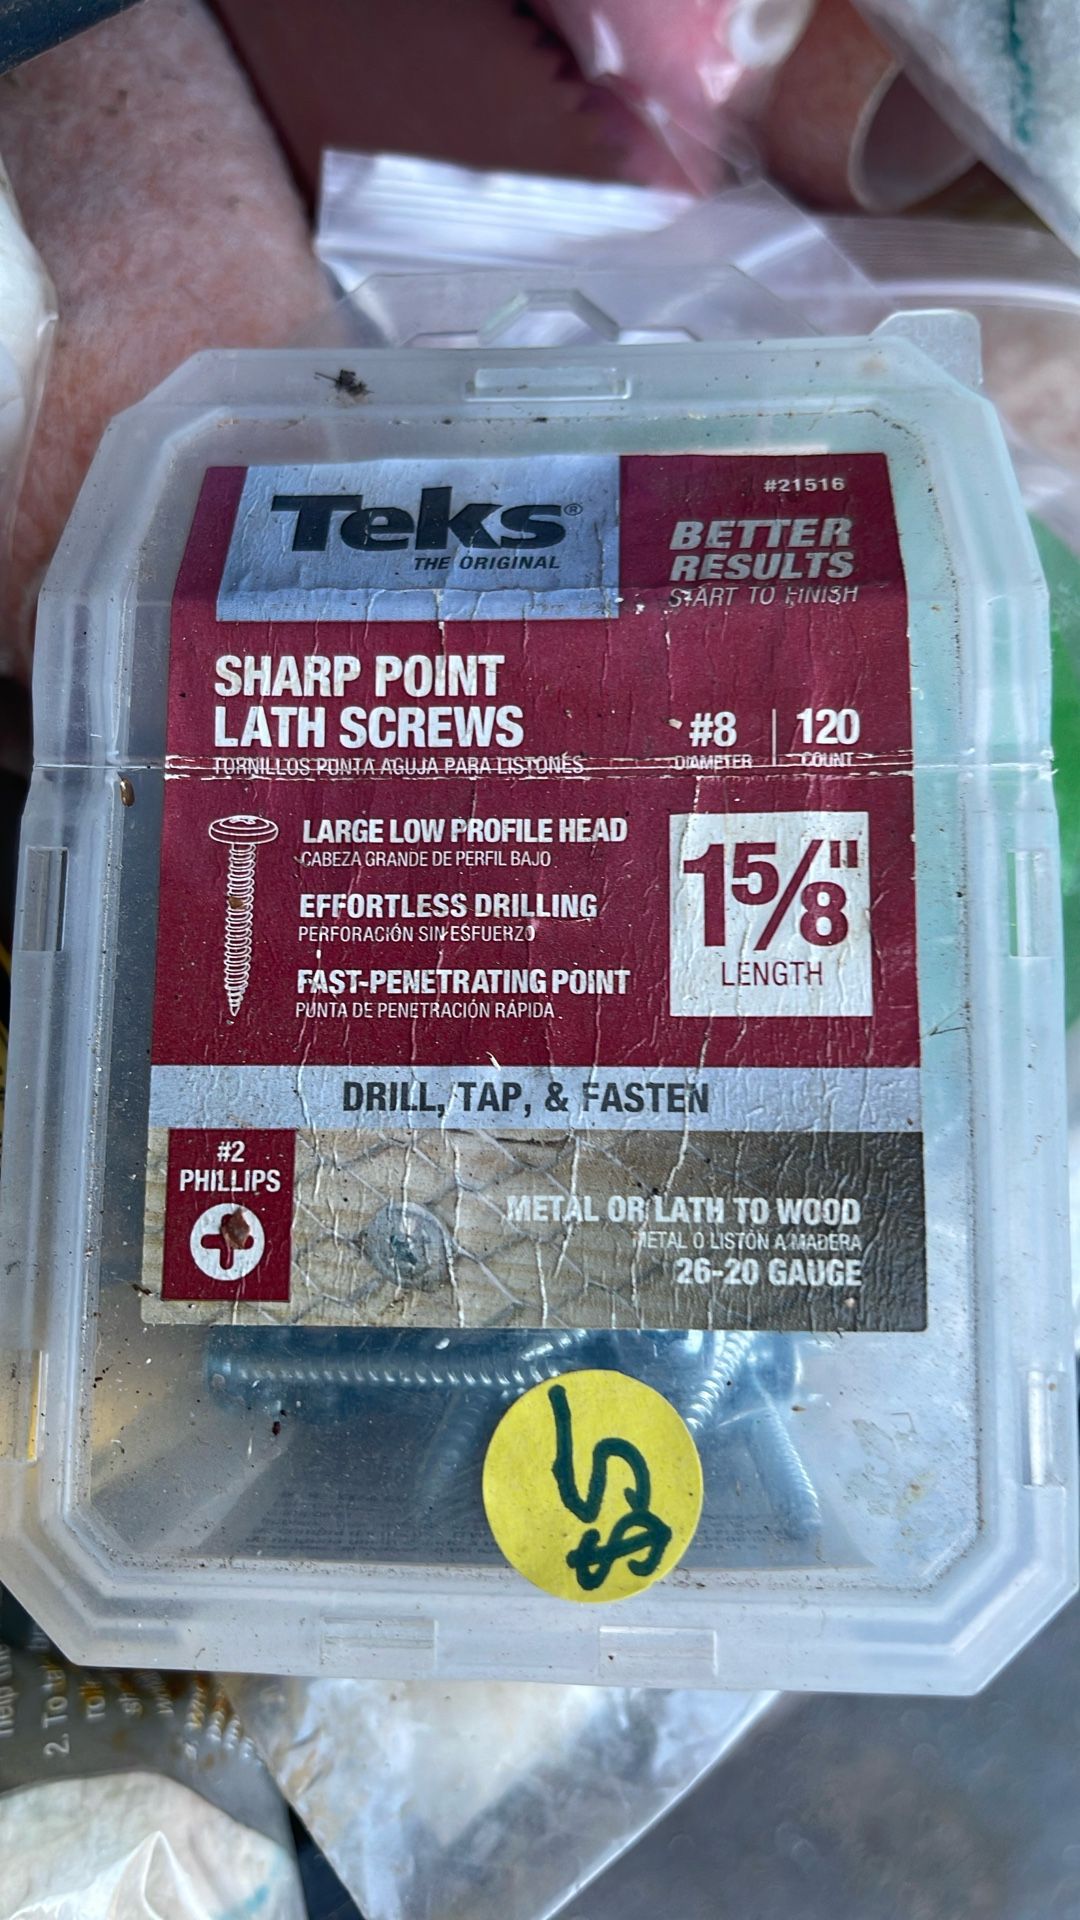 Teks®
THE ORIGINAL
#21516
BETTER
RESULTS
START TO FINISH
SHARP POINT
LATH SCREWS
TORNILLOS PUNTA AGUJA PARA LISTONES
#8
DIAMETER
120
COUNT
LARGE LOW PROFILE HEAD
CABEZA GRANDE DE PERFIL BAJO
EFFORTLESS DRILLING
PERFORACIÓN SIN ESFUERZO
FAST-PENETRATING POINT
PUNTA DE PENETRACIÓN RÁPIDA
1 5/8"
LENGTH
DRILL, TAP, & FASTEN
#2
PHILLIPS
METAL OR LATH TO WOOD
METAL O LISTÓN A MADERA
26-20 GAUGE
$5
2. To